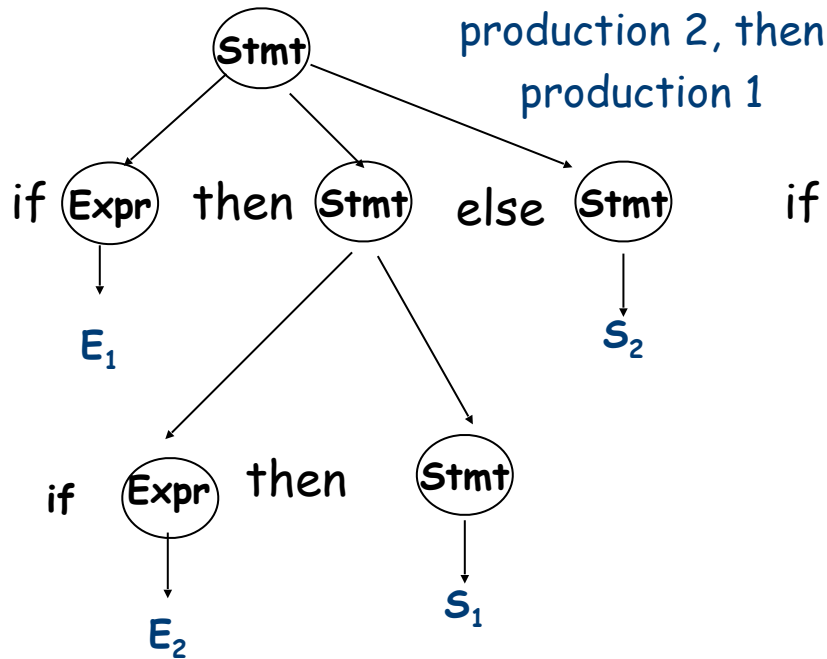 Stmt
production 2, then
production 1
if Expr then Stmt else Stmt if
E₁
S₂
if Expr then Stmt
E₂
S₁